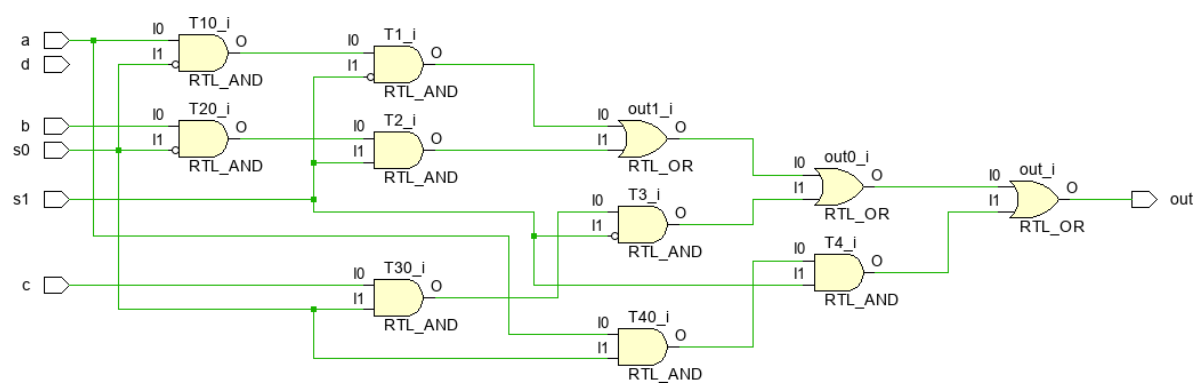 T10_i
a
I0
I1
O
RTL_AND
d
T1_i
I0
I1
O
RTL_AND
T20_i
b
I0
I1
O
RTL_AND
s0
T2_i
I0
I1
O
RTL_AND
out1_i
I0
I1
O
RTL_OR
out0_i
I0
I1
O
RTL_OR
out_i
I0
I1
O
RTL_OR
out
s1
T3_i
I0
I1
O
RTL_AND
T4_i
I0
I1
O
RTL_AND
c
T30_i
I0
I1
O
RTL_AND
T40_i
I0
I1
O
RTL_AND